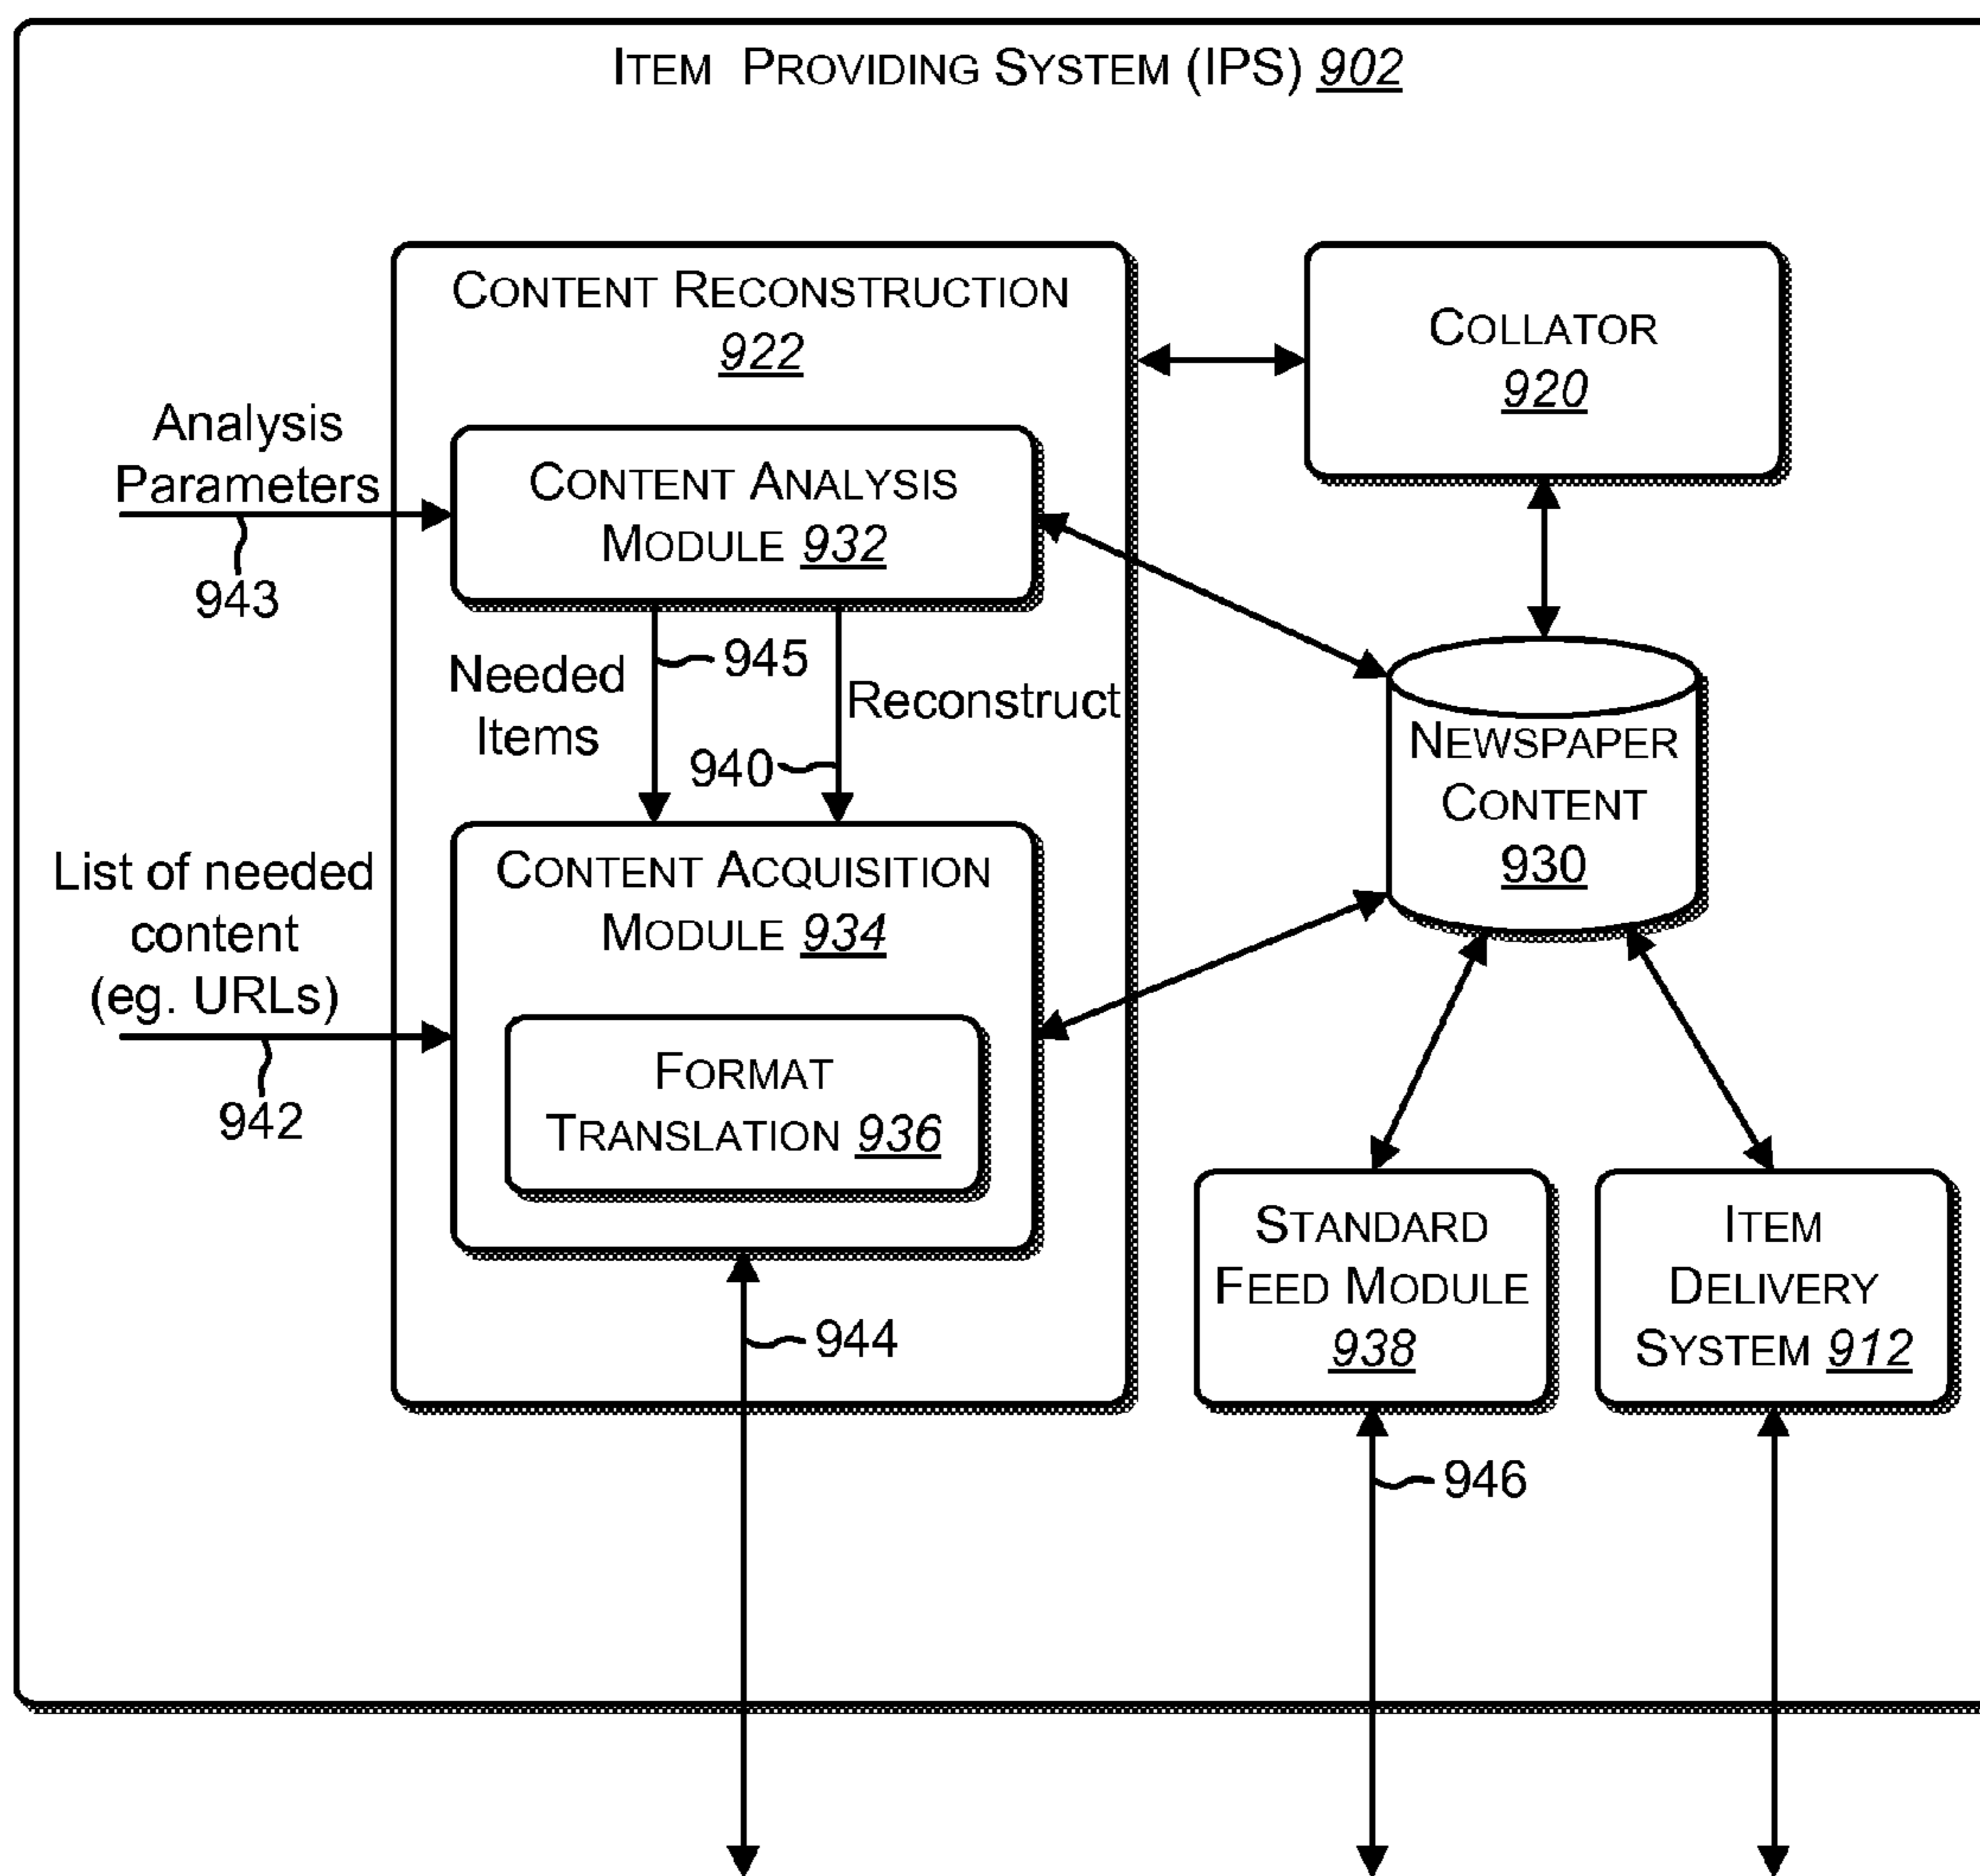 ITEM PROVIDING SYSTEM (IPS) 902
CONTENT RECONSTRUCTION
922
COLLATOR
920
Analysis
Parameters
943
CONTENT ANALYSIS
MODULE 932
Needed
Items
945
Reconstruct
940
NEWSPAPER
CONTENT
930
List of needed
content
(eg. URLs)
942
CONTENT ACQUISITION
MODULE 934
FORMAT
TRANSLATION 936
944
STANDARD
FEED MODULE
938
ITEM
DELIVERY
SYSTEM 912
946